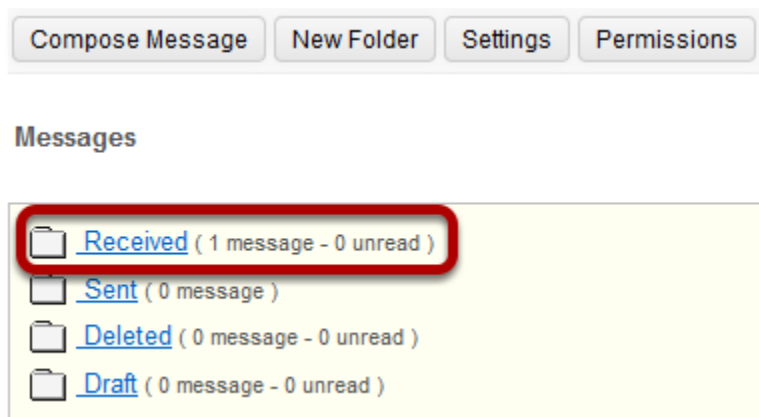 Compose Message New Folder Settings Permissions
Messages
Received ( 1 message - 0 unread )
Sent ( 0 message )
Deleted ( 0 message - 0 unread )
Draft ( 0 message - 0 unread )